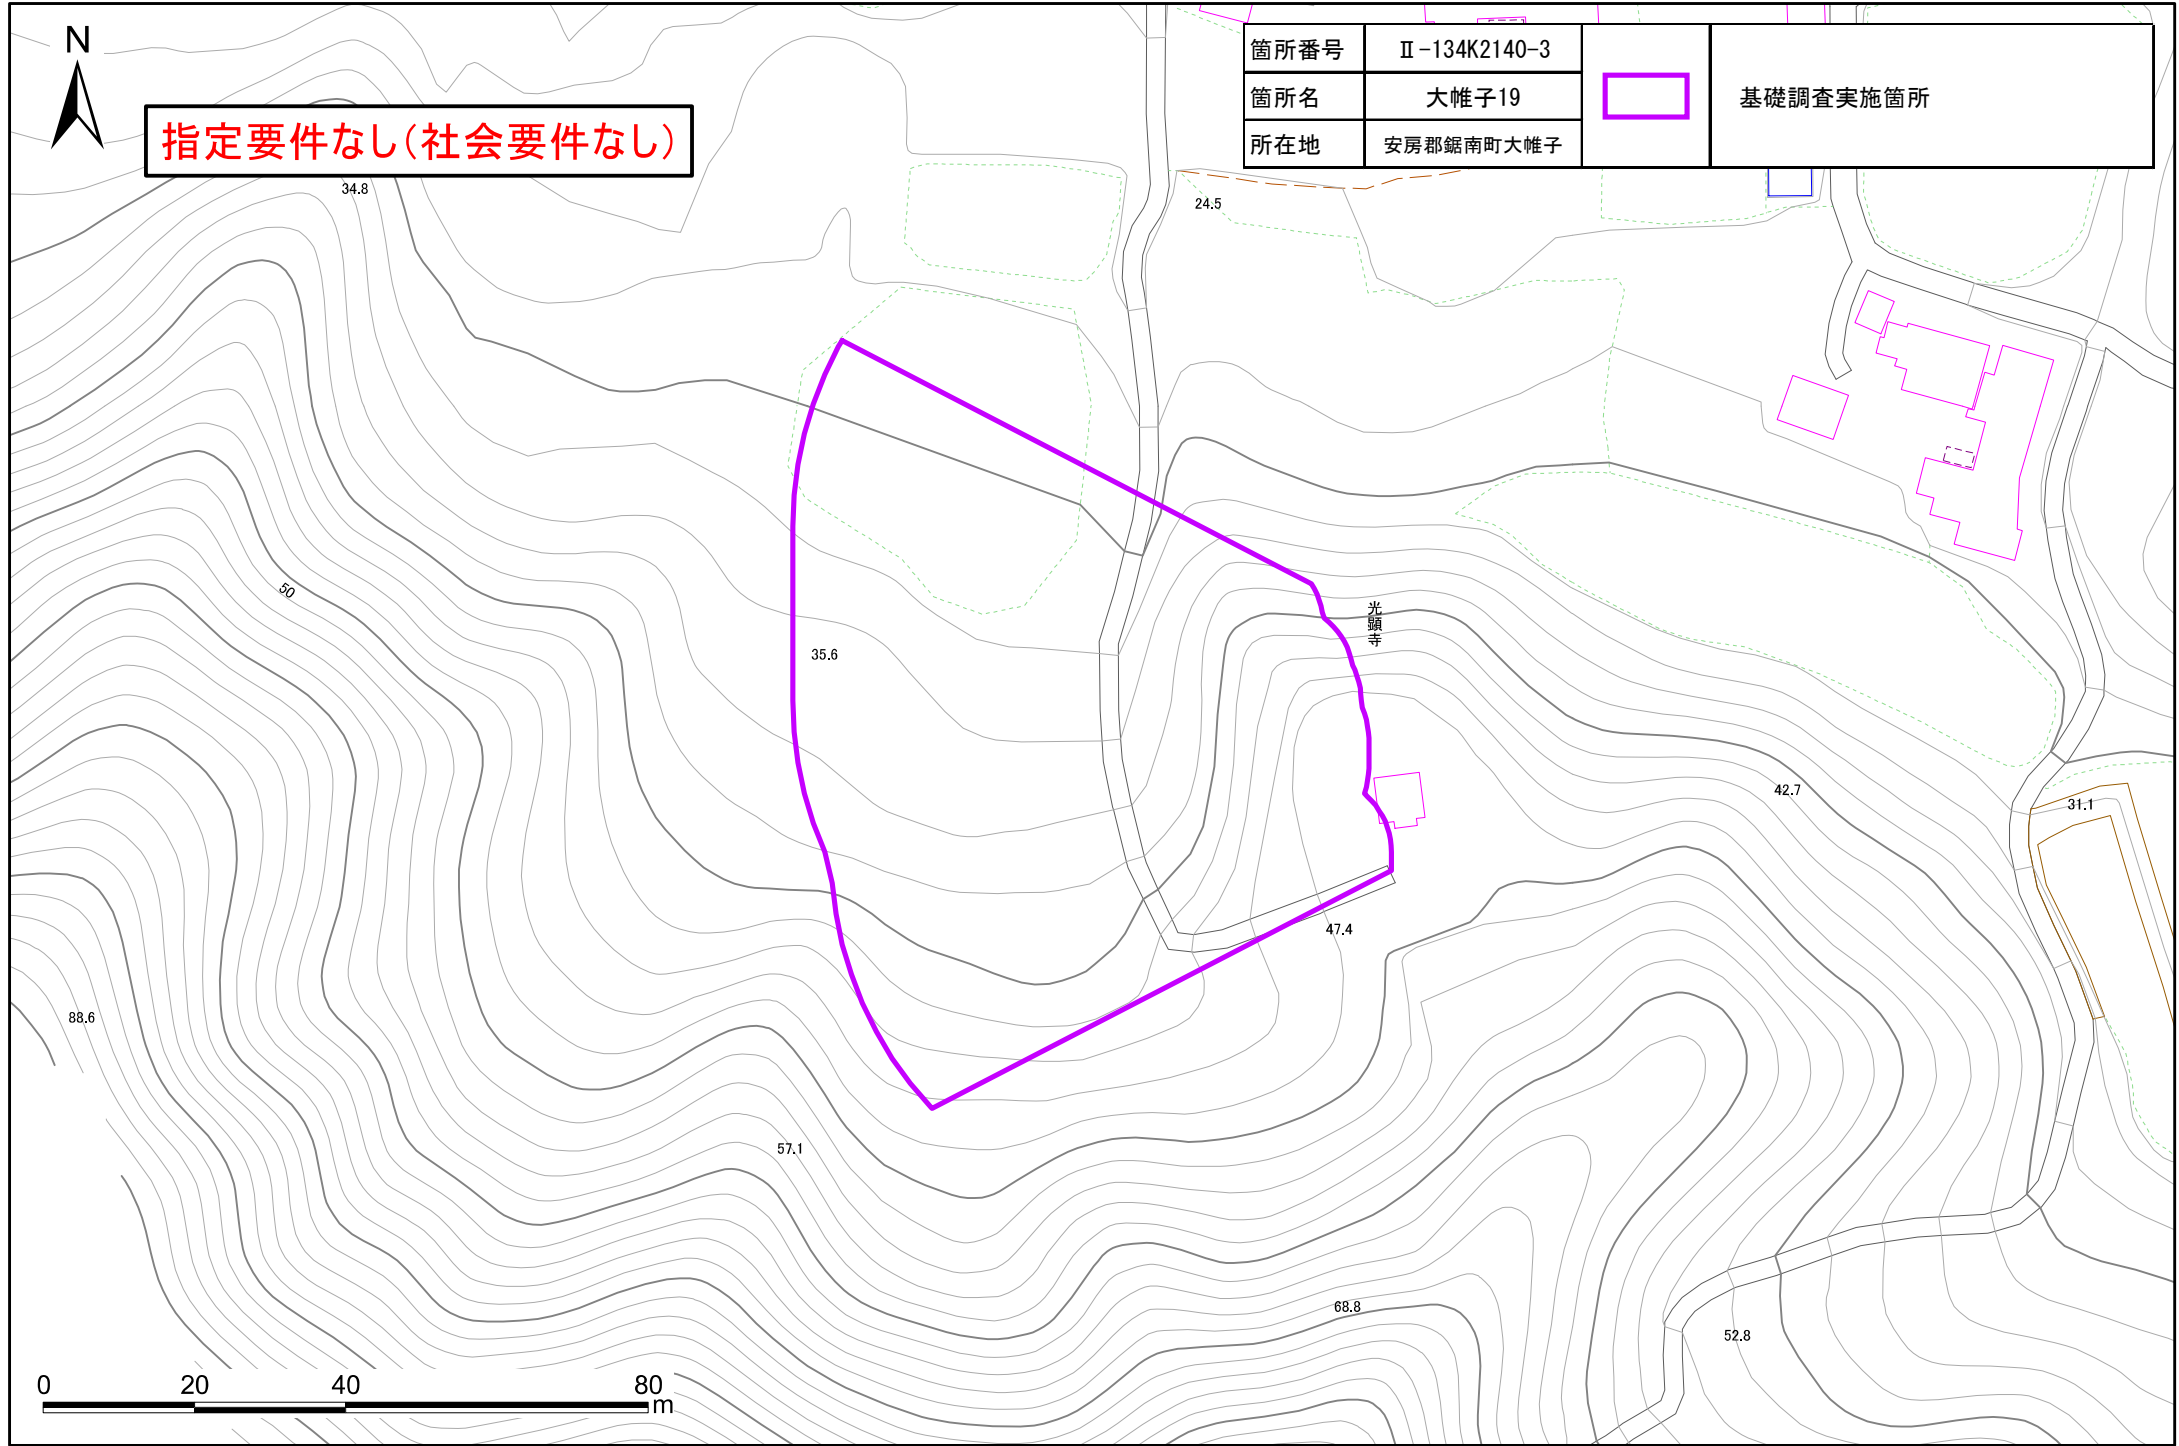 N
指定要件なし(社会要件なし)
箇所番号 Ⅱ-134K2140-3
箇所名 大帷子19
所在地 安房郡鋸南町大帷子
基礎調査実施箇所
34.8
24.5
50
光顕寺
35.6
42.7
31.1
47.4
88.6
57.1
68.8
52.8
0 20 40 80
m